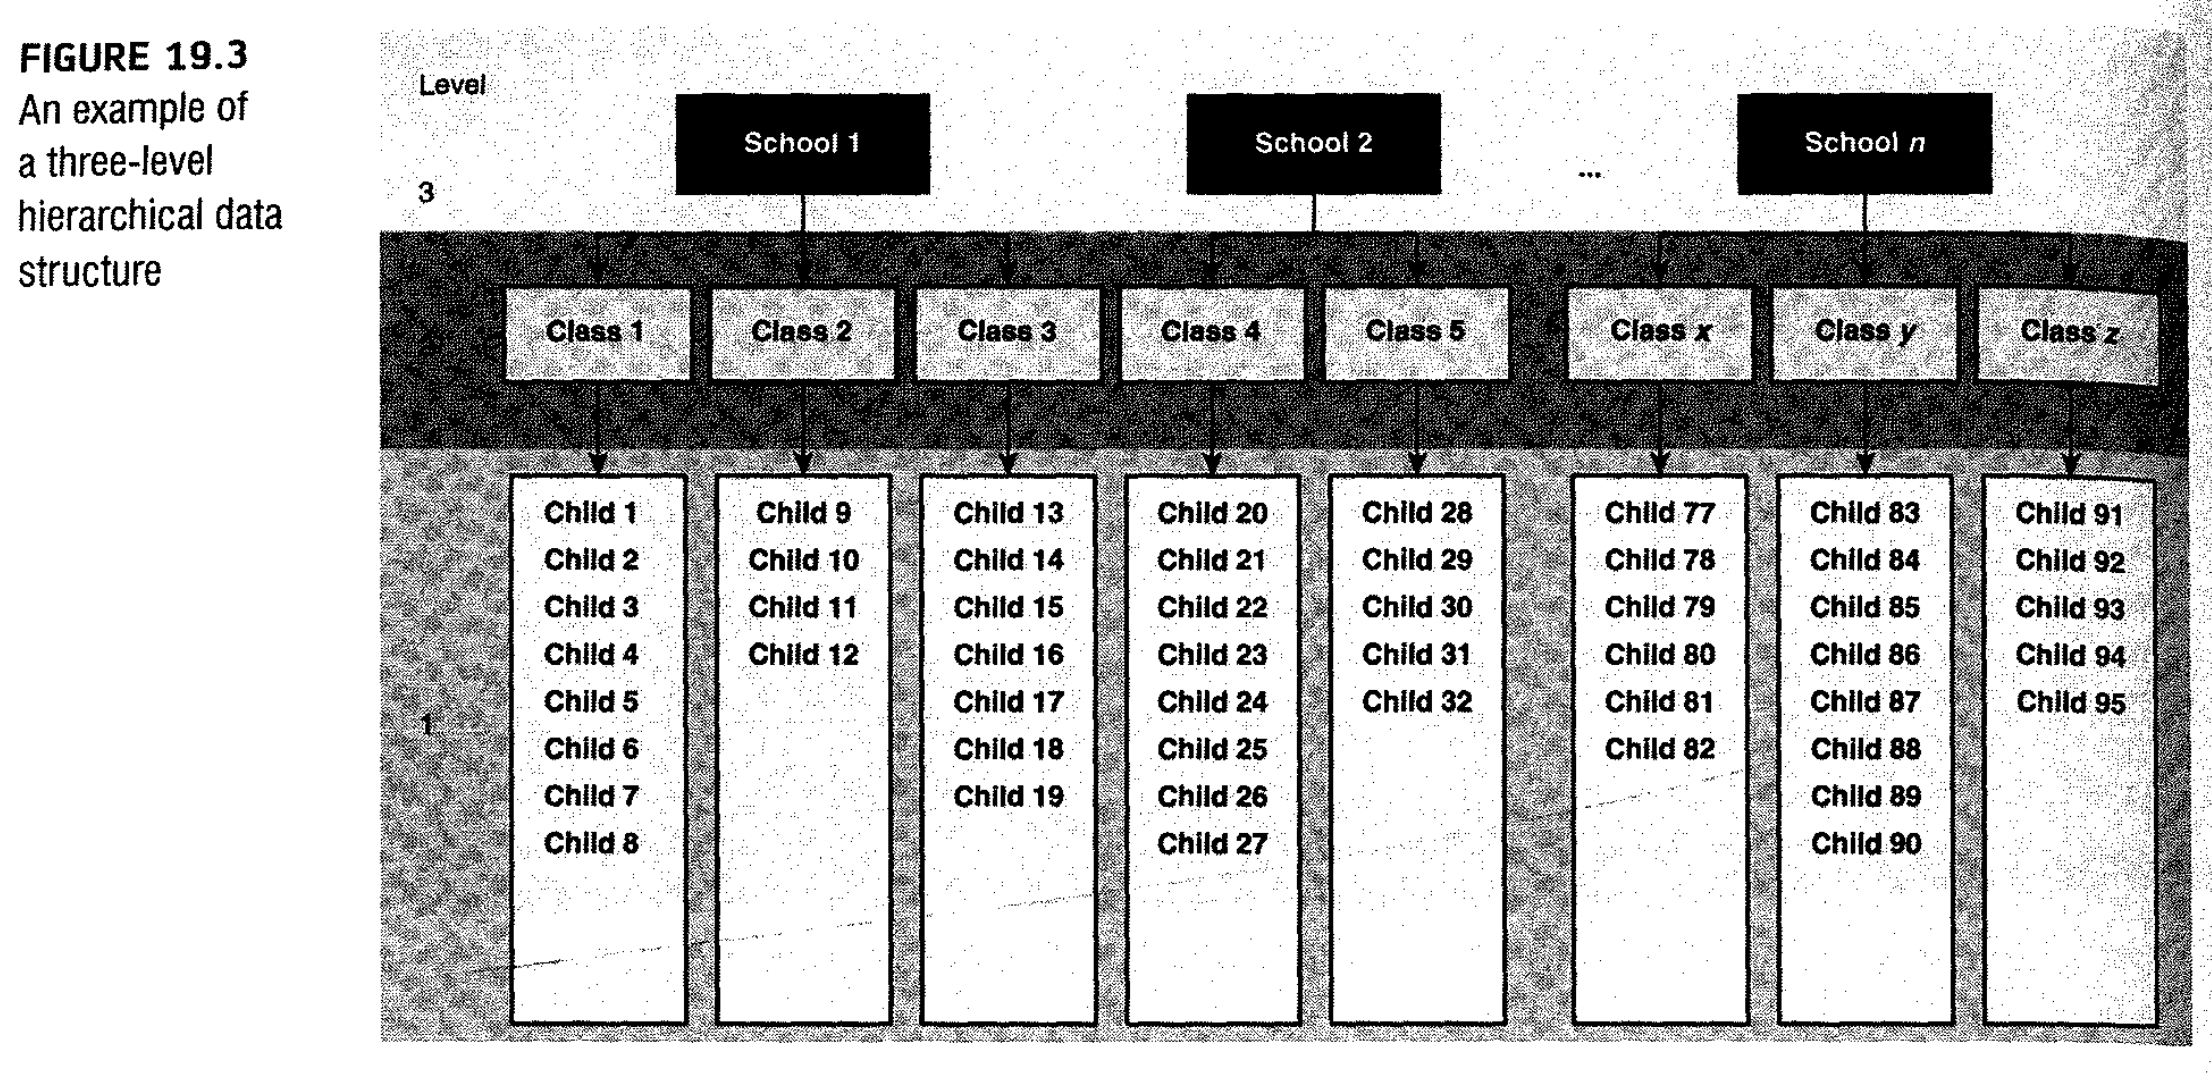 FIGURE 19.3
An example of
a three-level
hierarchical data
structure
Level
School 1
School 2
...
School n
3
Class 1
Class 2
Class 3
Class 4
Class 5
Class x
Class y
Class z
1
Child 1
Child 2
Child 3
Child 4
Child 5
Child 6
Child 7
Child 8
Child 9
Child 10
Child 11
Child 12
Child 13
Child 14
Child 15
Child 16
Child 17
Child 18
Child 19
Child 20
Child 21
Child 22
Child 23
Child 24
Child 25
Child 26
Child 27
Child 28
Child 29
Child 30
Child 31
Child 32
Child 77
Child 78
Child 79
Child 80
Child 81
Child 82
Child 83
Child 84
Child 85
Child 86
Child 87
Child 88
Child 89
Child 90
Child 91
Child 92
Child 93
Child 94
Child 95